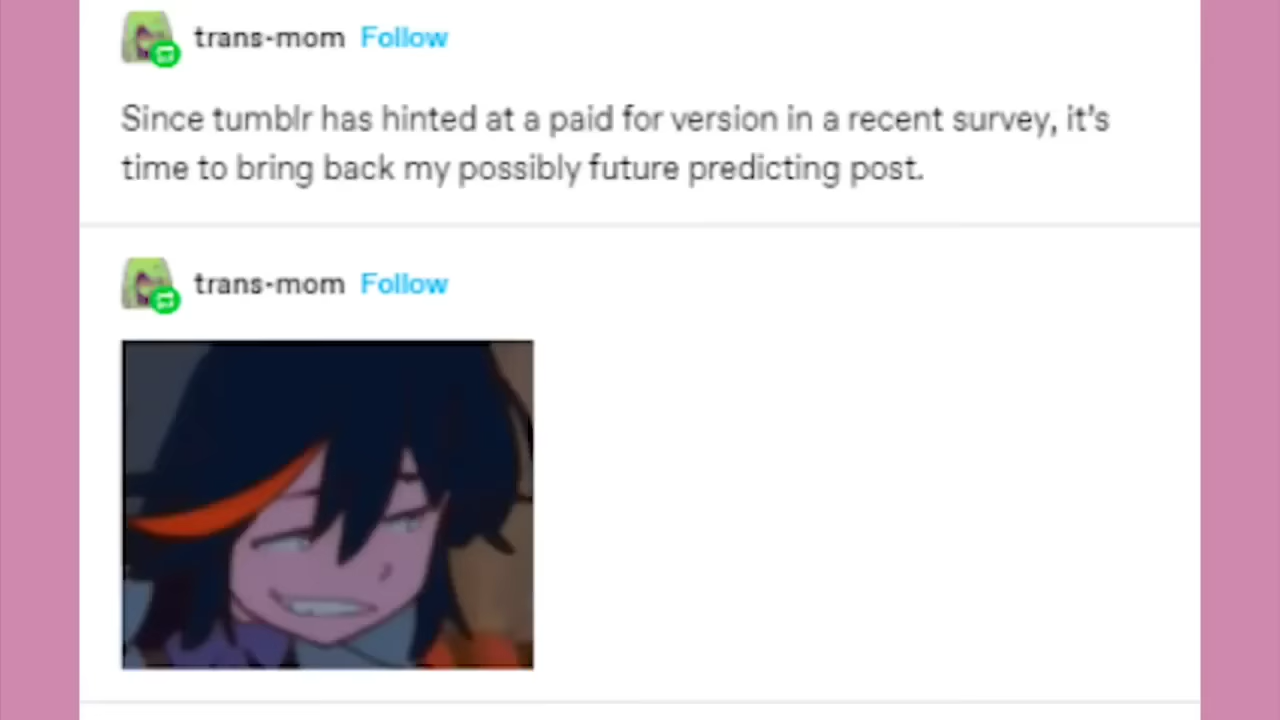 trans-mom Follow
Since tumblr has hinted at a paid for version in a recent survey, it's
time to bring back my possibly future predicting post.
trans-mom Follow